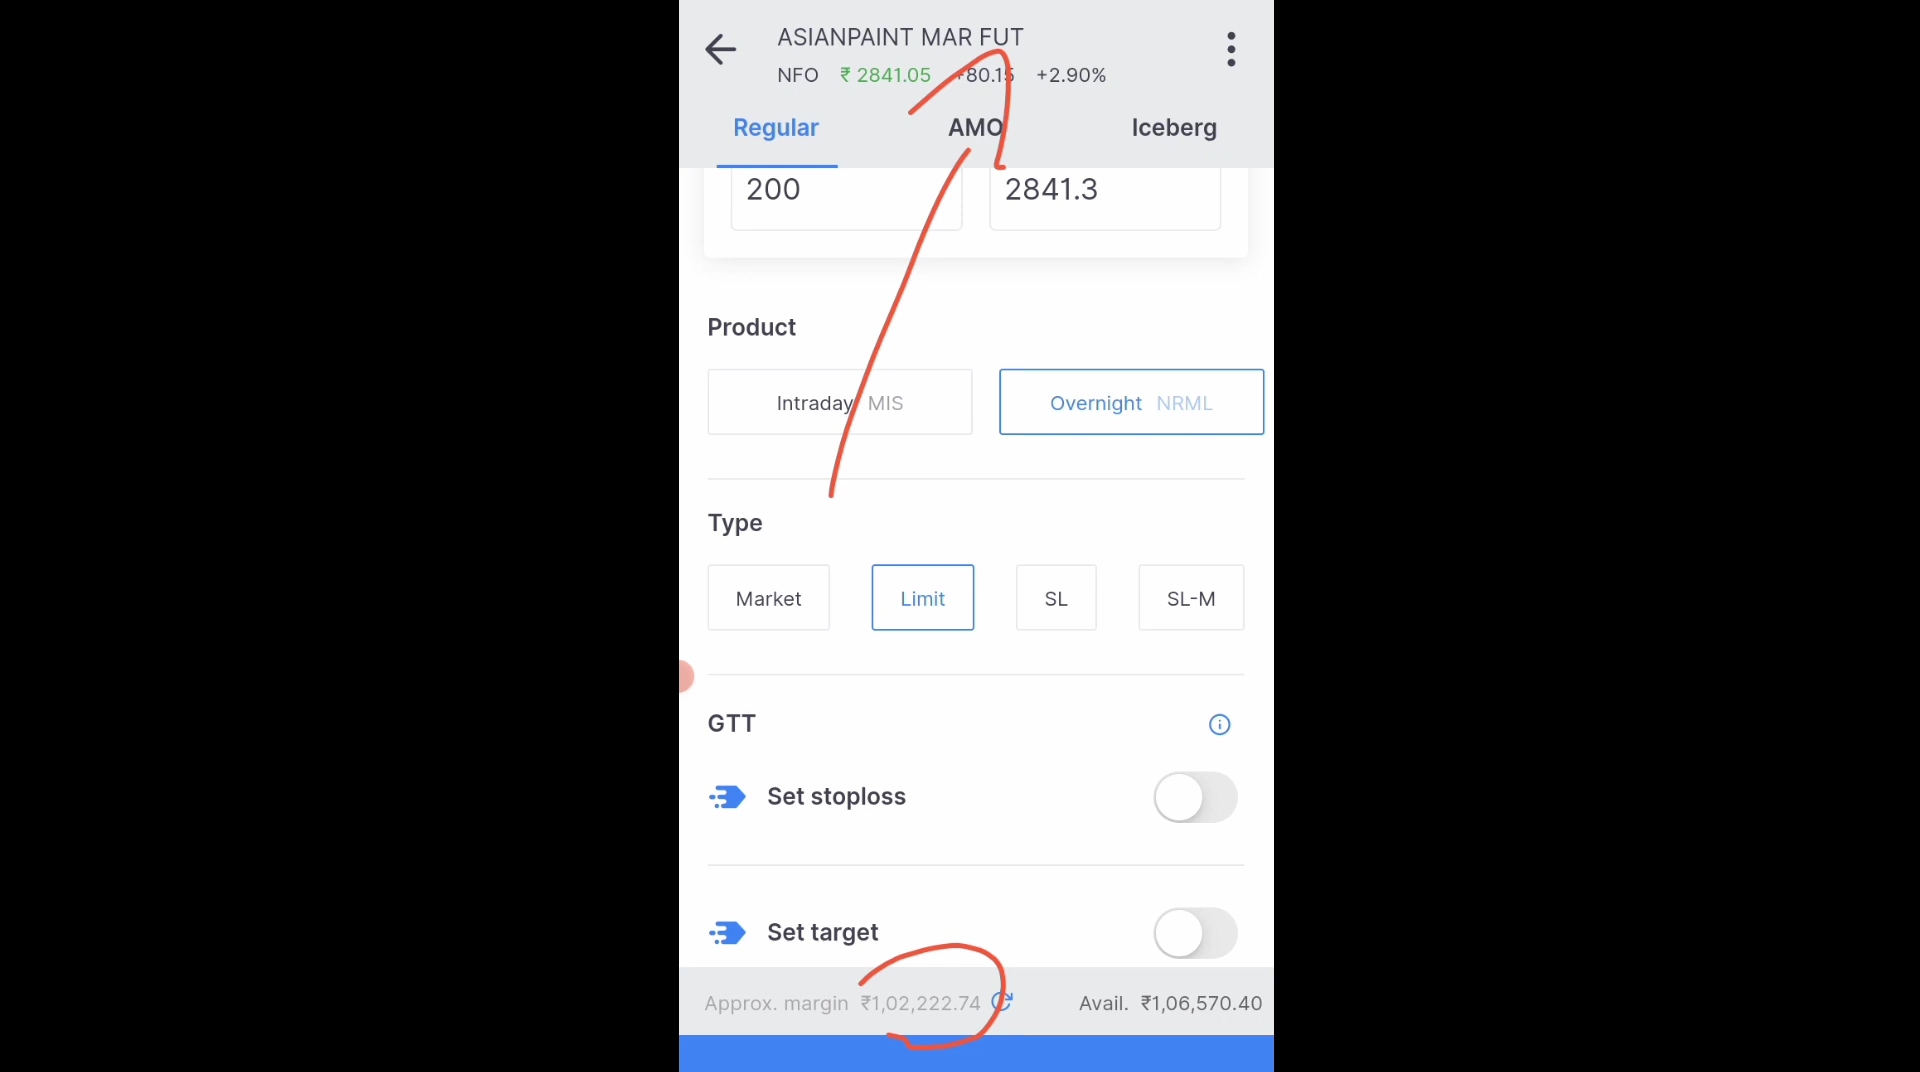 ASIANPAINT MAR FUT
NFO ₹ 2841.05 +80.15 +2.90%
Regular AMO Iceberg
200 2841.3
Product
Intraday MIS Overnight NRML
Type
Market Limit SL SL-M
GTT
Set stoploss
Set target
Approx. margin ₹1,02,222.74 Avail. ₹1,06,570.40